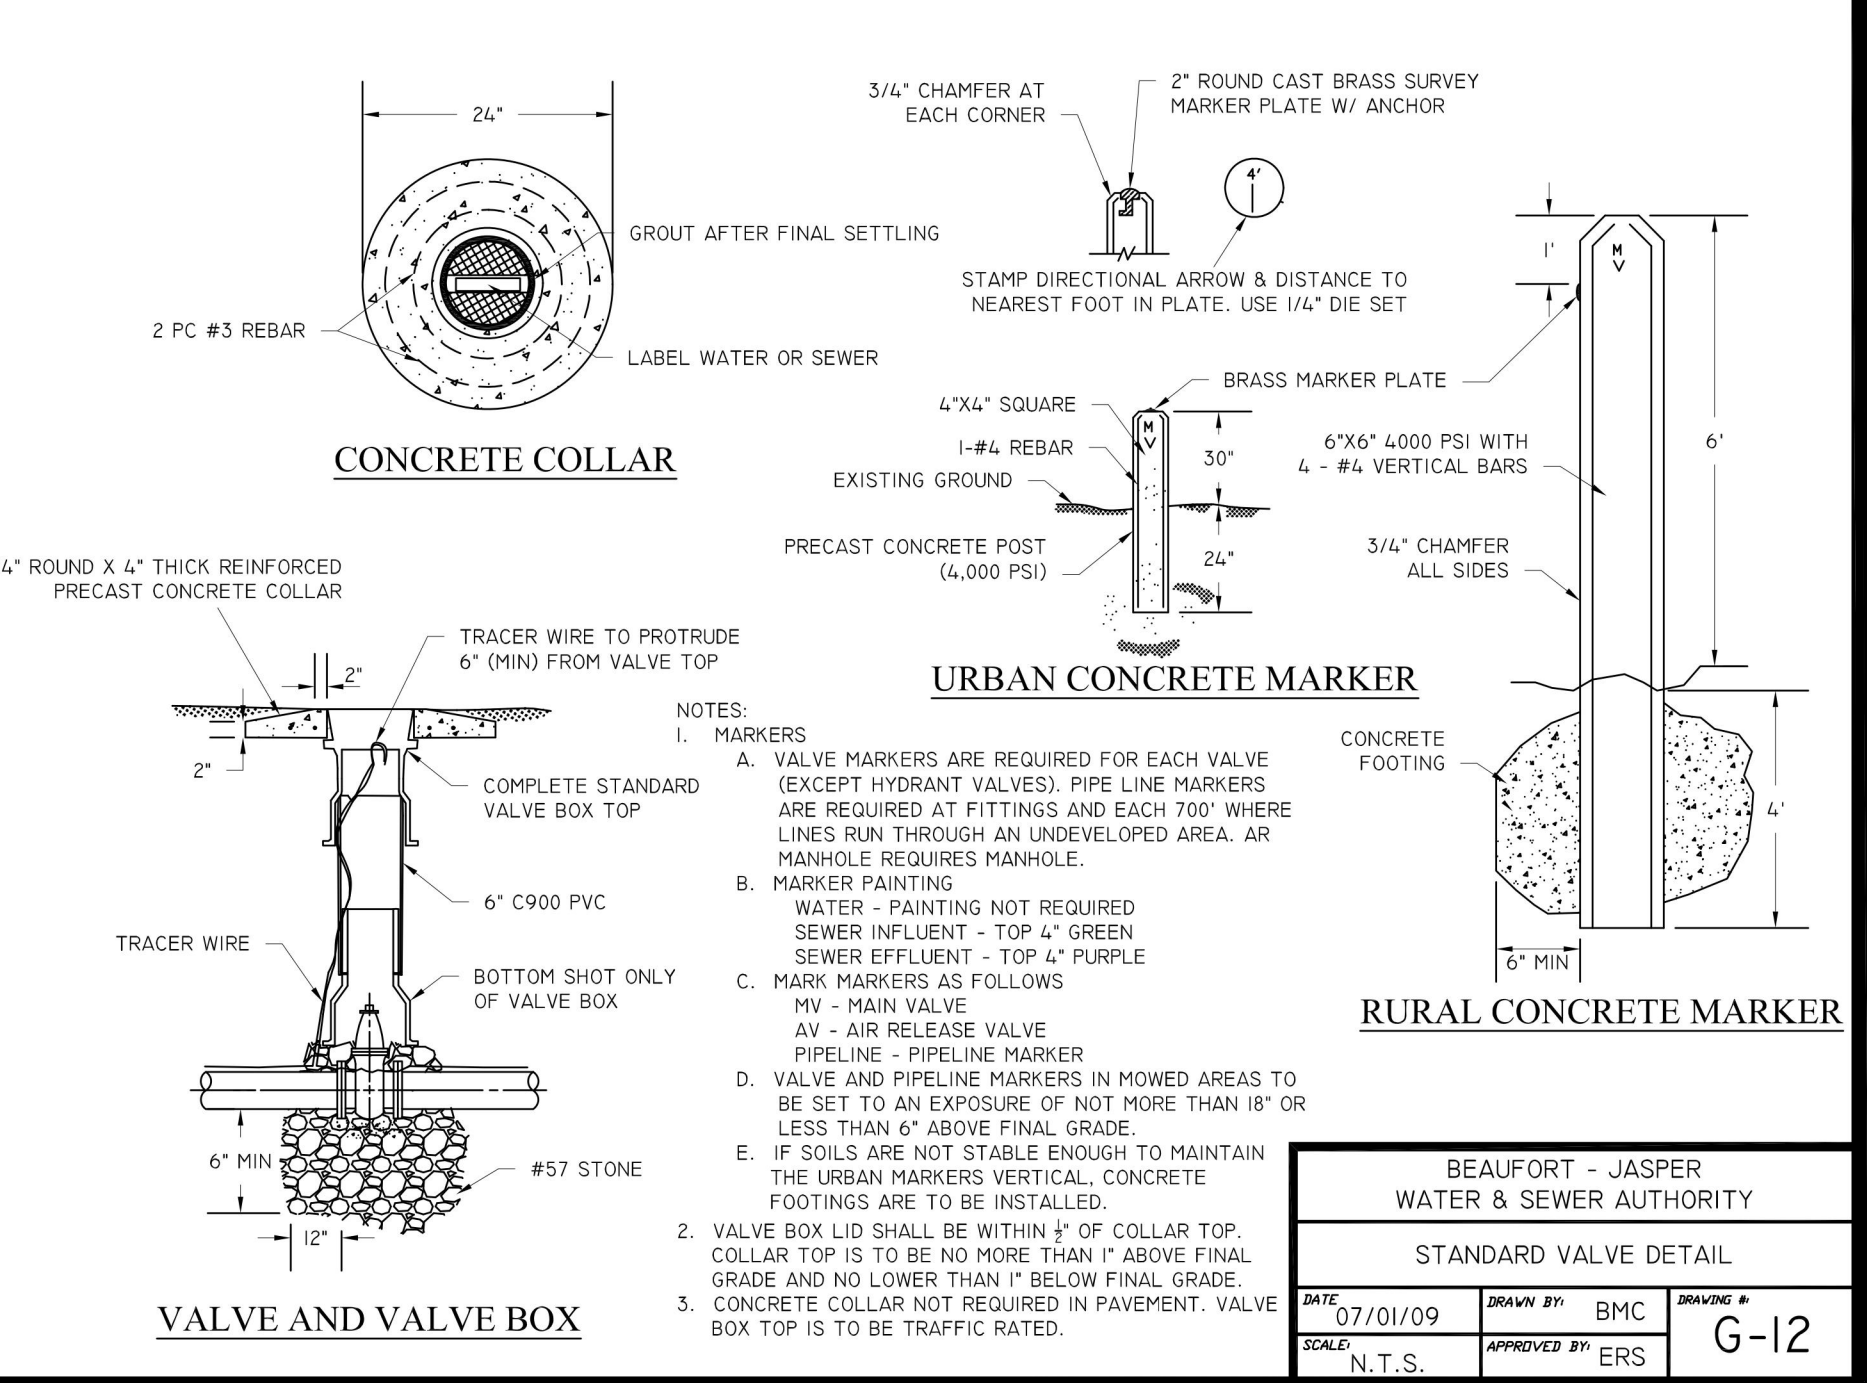 24"
GROUT AFTER FINAL SETTLING
2 PC #3 REBAR
LABEL WATER OR SEWER
CONCRETE COLLAR
3/4" CHAMFER AT
EACH CORNER
2" ROUND CAST BRASS SURVEY
MARKER PLATE W/ ANCHOR
4'
STAMP DIRECTIONAL ARROW & DISTANCE TO
NEAREST FOOT IN PLATE. USE 1/4" DIE SET
BRASS MARKER PLATE
4"X4" SQUARE
1-#4 REBAR
EXISTING GROUND
M
V
30"
PRECAST CONCRETE POST
(4,000 PSI)
24"
URBAN CONCRETE MARKER
1'
M
V
6'
6"X6" 4000 PSI WITH
4 - #4 VERTICAL BARS
3/4" CHAMFER
ALL SIDES
CONCRETE
FOOTING
4'
6" MIN
RURAL CONCRETE MARKER
4" ROUND X 4" THICK REINFORCED
PRECAST CONCRETE COLLAR
TRACER WIRE TO PROTRUDE
6" (MIN) FROM VALVE TOP
2"
2"
COMPLETE STANDARD
VALVE BOX TOP
6" C900 PVC
TRACER WIRE
BOTTOM SHOT ONLY
OF VALVE BOX
6" MIN
#57 STONE
12"
VALVE AND VALVE BOX
NOTES:
1. MARKERS
A. VALVE MARKERS ARE REQUIRED FOR EACH VALVE
(EXCEPT HYDRANT VALVES). PIPE LINE MARKERS
ARE REQUIRED AT FITTINGS AND EACH 700' WHERE
LINES RUN THROUGH AN UNDEVELOPED AREA. AR
MANHOLE REQUIRES MANHOLE.
B. MARKER PAINTING
WATER - PAINTING NOT REQUIRED
SEWER INFLUENT - TOP 4" GREEN
SEWER EFFLUENT - TOP 4" PURPLE
C. MARK MARKERS AS FOLLOWS
MV - MAIN VALVE
AV - AIR RELEASE VALVE
PIPELINE - PIPELINE MARKER
D. VALVE AND PIPELINE MARKERS IN MOWED AREAS TO
BE SET TO AN EXPOSURE OF NOT MORE THAN 18" OR
LESS THAN 6" ABOVE FINAL GRADE.
E. IF SOILS ARE NOT STABLE ENOUGH TO MAINTAIN
THE URBAN MARKERS VERTICAL, CONCRETE
FOOTINGS ARE TO BE INSTALLED.
2. VALVE BOX LID SHALL BE WITHIN ½" OF COLLAR TOP.
COLLAR TOP IS TO BE NO MORE THAN 1" ABOVE FINAL
GRADE AND NO LOWER THAN 1" BELOW FINAL GRADE.
3. CONCRETE COLLAR NOT REQUIRED IN PAVEMENT. VALVE
BOX TOP IS TO BE TRAFFIC RATED.
BEAUFORT - JASPER
WATER & SEWER AUTHORITY
STANDARD VALVE DETAIL
DATE 07/01/09
DRAWN BY: BMC
DRAWING #:
G-12
SCALE: N.T.S.
APPROVED BY: ERS